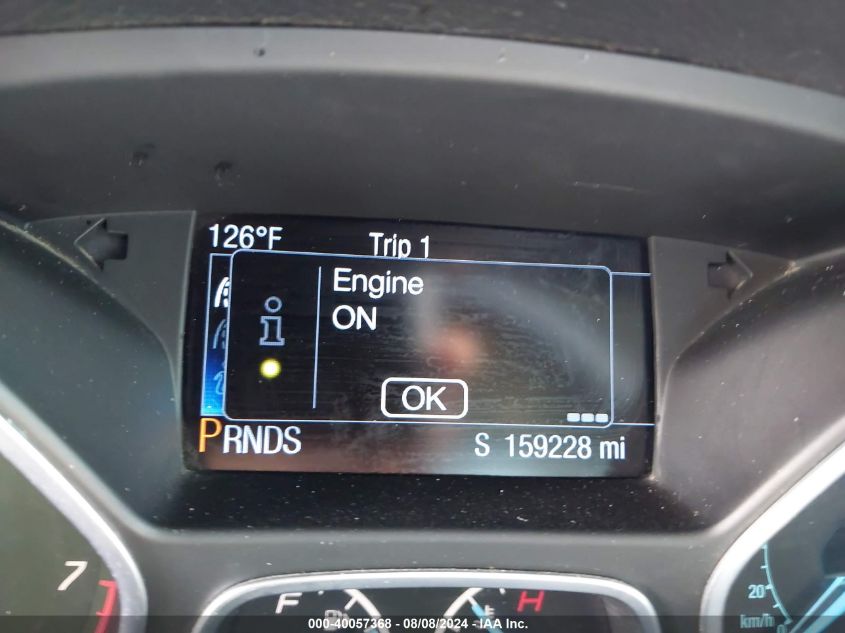 126°F Trip 1
Engine
ON
OK
PRNDS S 159228 mi
7
F H
20
km/h
000-40057368 - 08/08/2024 - IAA Inc.